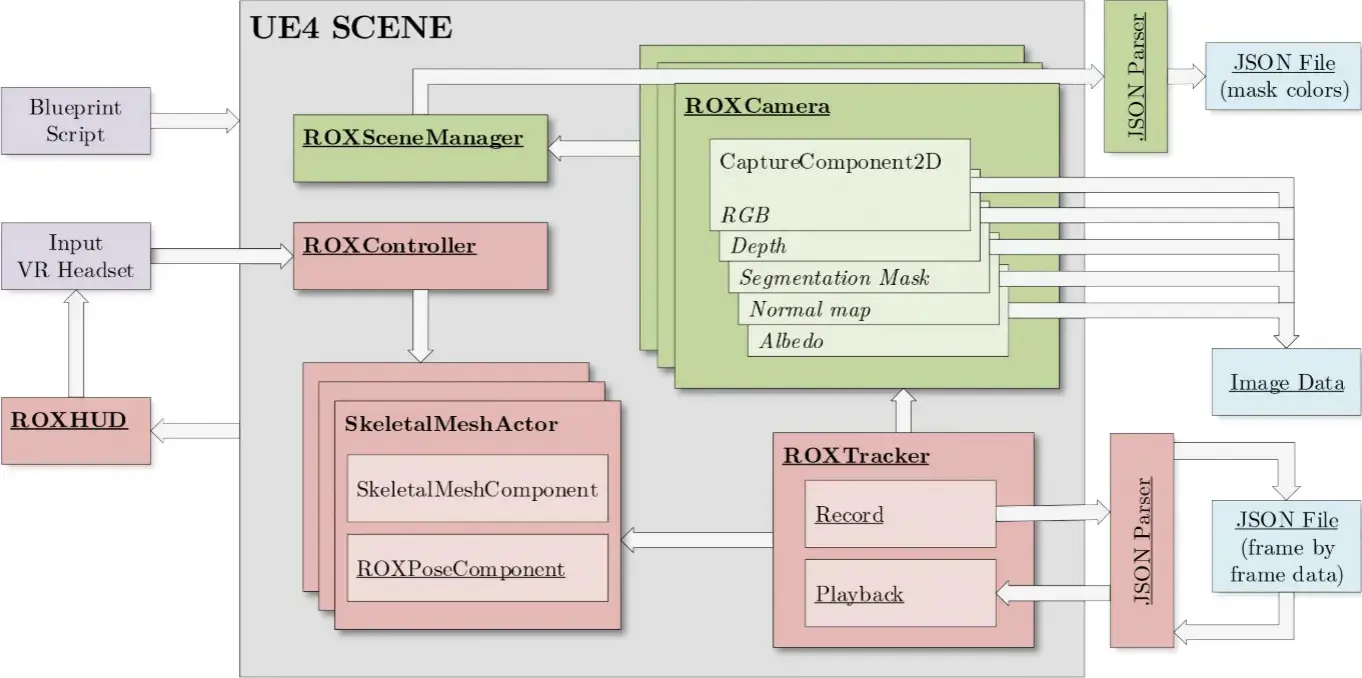 UE4 SCENE
Blueprint
Script
Input
VR Headset
ROXHUD
ROXSceneManager
ROXController
SkeletalMeshActor
SkeletalMeshComponent
ROXPoseComponent
ROXCamera
CaptureComponent2D
RGB
Depth
Segmentation Mask
Normal map
Albedo
ROXTracker
Record
Playback
JSON Parser
JSON File
(mask colors)
Image Data
JSON Parser
JSON File
(frame by
frame data)